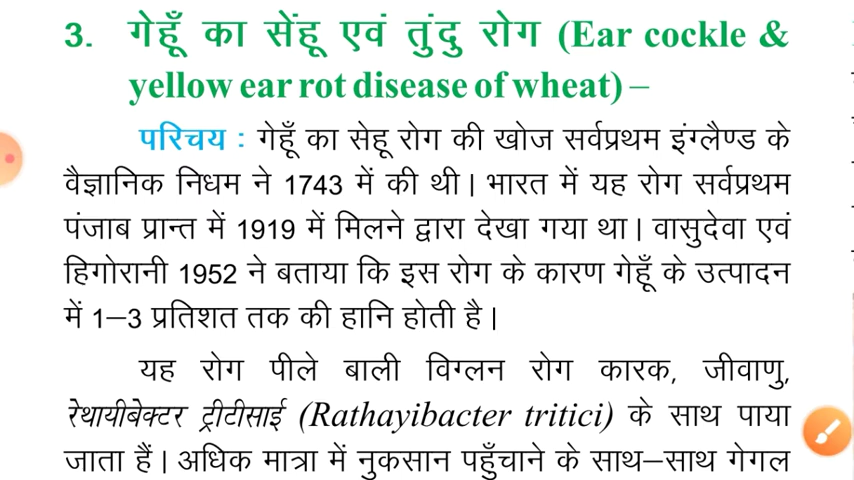 3. गेहूँ का सेंहू एवं तुंदु रोग (Ear cockle &
yellow ear rot disease of wheat) –
परिचय : गेहूँ का सेहू रोग की खोज सर्वप्रथम इंग्लैण्ड के
वैज्ञानिक निधम ने 1743 में की थी। भारत में यह रोग सर्वप्रथम
पंजाब प्रान्त में 1919 में मिलने द्वारा देखा गया था। वासुदेवा एवं
हिगोरानी 1952 ने बताया कि इस रोग के कारण गेहूँ के उत्पादन
में 1–3 प्रतिशत तक की हानि होती है।
यह रोग पीले बाली विग्लन रोग कारक, जीवाणु,
रेथायीबेक्टर ट्रीटीसाई (Rathayibacter tritici) के साथ पाया
जाता हैं। अधिक मात्रा में नुकसान पहुँचाने के साथ–साथ गेगल